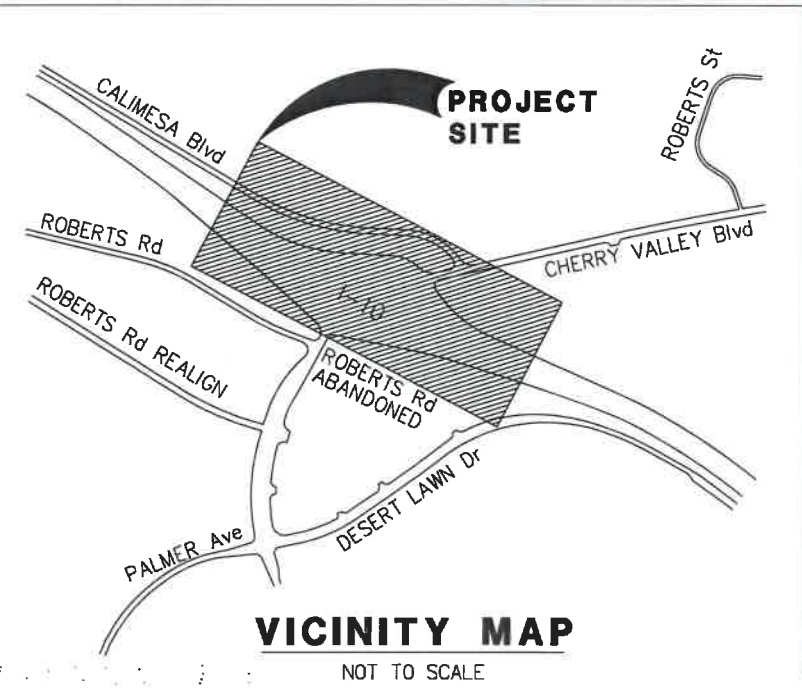 CALIMESA Blvd
PROJECT
SITE
ROBERTS St
ROBERTS Rd
CHERRY VALLEY Blvd
I-10
ROBERTS Rd REALIGN
ROBERTS Rd
ABANDONED
DESERT LAWN Dr
PALMER Ave
VICINITY MAP
NOT TO SCALE